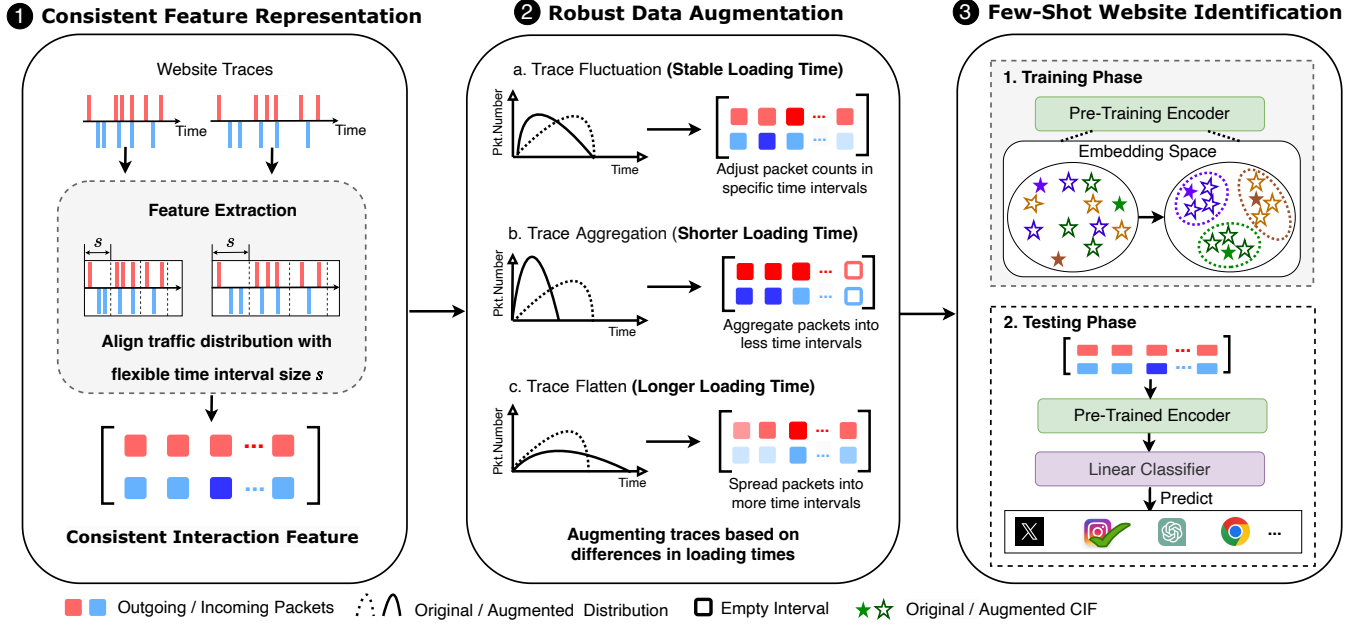 1 Consistent Feature Representation
Website Traces
Time
Time
Feature Extraction
s
s
Align traffic distribution with
flexible time interval size s
...
...
Consistent Interaction Feature
2 Robust Data Augmentation
a. Trace Fluctuation (Stable Loading Time)
Pkt.Number
Time
...
...
Adjust packet counts in
specific time intervals
b. Trace Aggregation (Shorter Loading Time)
Pkt.Number
Time
...
...
Aggregate packets into
less time intervals
c. Trace Flatten (Longer Loading Time)
Pkt.Number
Time
...
...
Spread packets into
more time intervals
Augmenting traces based on
differences in loading times
3 Few-Shot Website Identification
1. Training Phase
Pre-Training Encoder
Embedding Space
2. Testing Phase
...
...
Pre-Trained Encoder
Linear Classifier
Predict
X
...
Outgoing / Incoming Packets
Original / Augmented Distribution
Empty Interval
Original / Augmented CIF